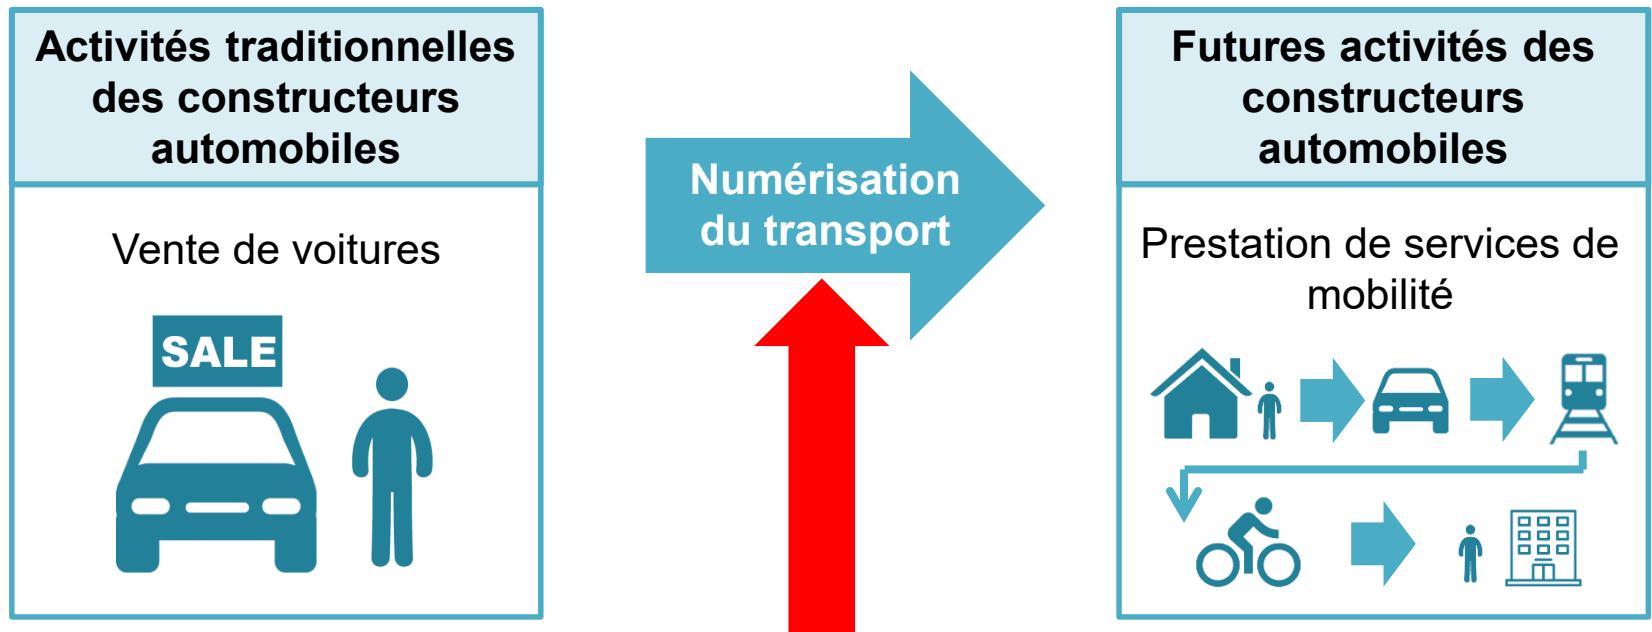 Activités traditionnelles
des constructeurs
automobiles
Vente de voitures
SALE
Numérisation
du transport
Futures activités des
constructeurs
automobiles
Prestation de services de
mobilité